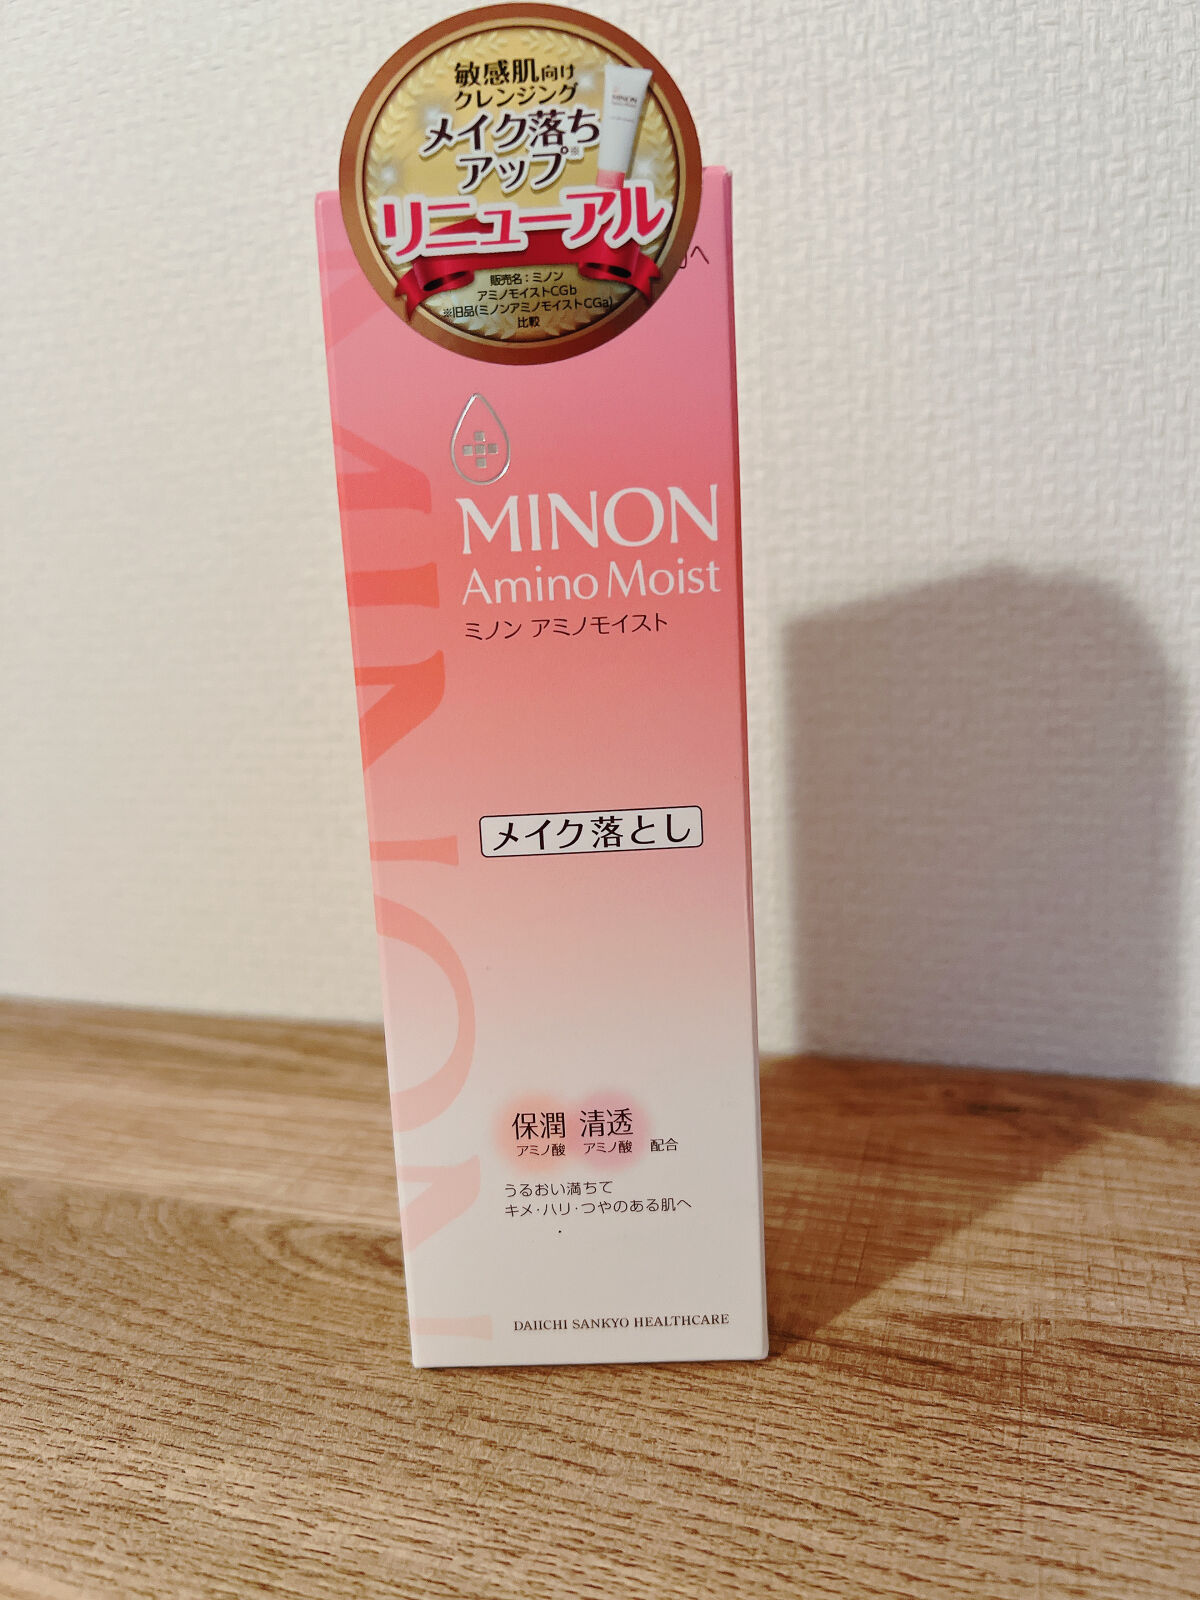 敏感肌向け
クレンジング
メイク落ち
アップ※
リニューアル
販売名：ミノン
アミノモイストCGb
※旧品(ミノンアミノモイストCGa)
比較
MINON
へ
MINON
Amino Moist
ミノン アミノモイスト
メイク落とし
保潤 清透
アミノ酸 アミノ酸 配合
うるおい満ちて
キメ・ハリ・つやのある肌へ
DAIICHI SANKYO HEALTHCARE
MINON